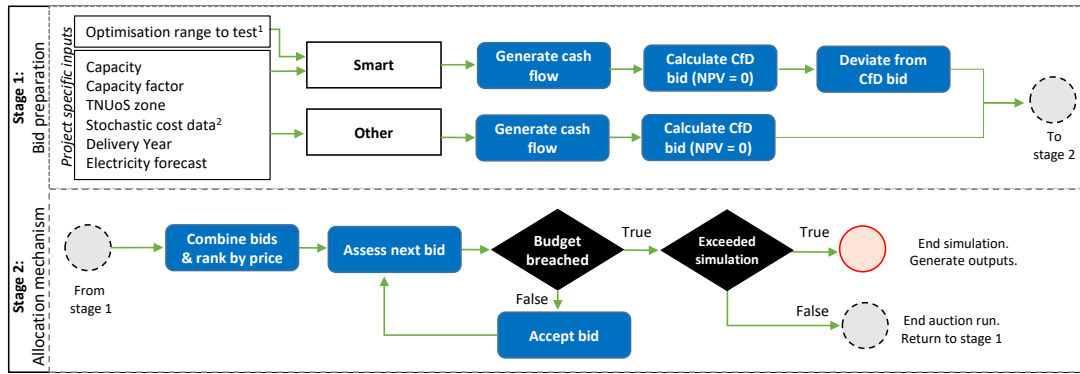 Stage 1:
Bid preparation
Project specific inputs
Optimisation range to test1
Capacity
Capacity factor
TNUoS zone
Stochastic cost data2
Delivery Year
Electricity forecast
Smart
Other
Generate cash
flow
Calculate CfD
bid (NPV = 0)
Deviate from
CfD bid
Generate cash
flow
Calculate CfD
bid (NPV = 0)
To
stage 2
Stage 2:
Allocation mechanism
From
stage 1
Combine bids
& rank by price
Assess next bid
Budget
breached
True
Exceeded
simulation
True
End simulation.
Generate outputs.
False
Accept bid
False
End auction run.
Return to stage 1